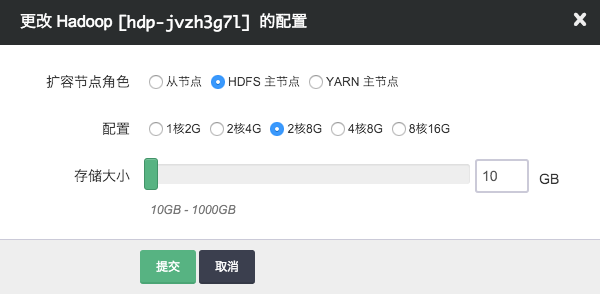 更改 Hadoop [hdp-jvzh3g7l] 的配置
扩容节点角色 从节点 HDFS 主节点 YARN 主节点
配置 1核2G 2核4G 2核8G 4核8G 8核16G
存储大小 10 GB
10GB - 1000GB
提交 取消